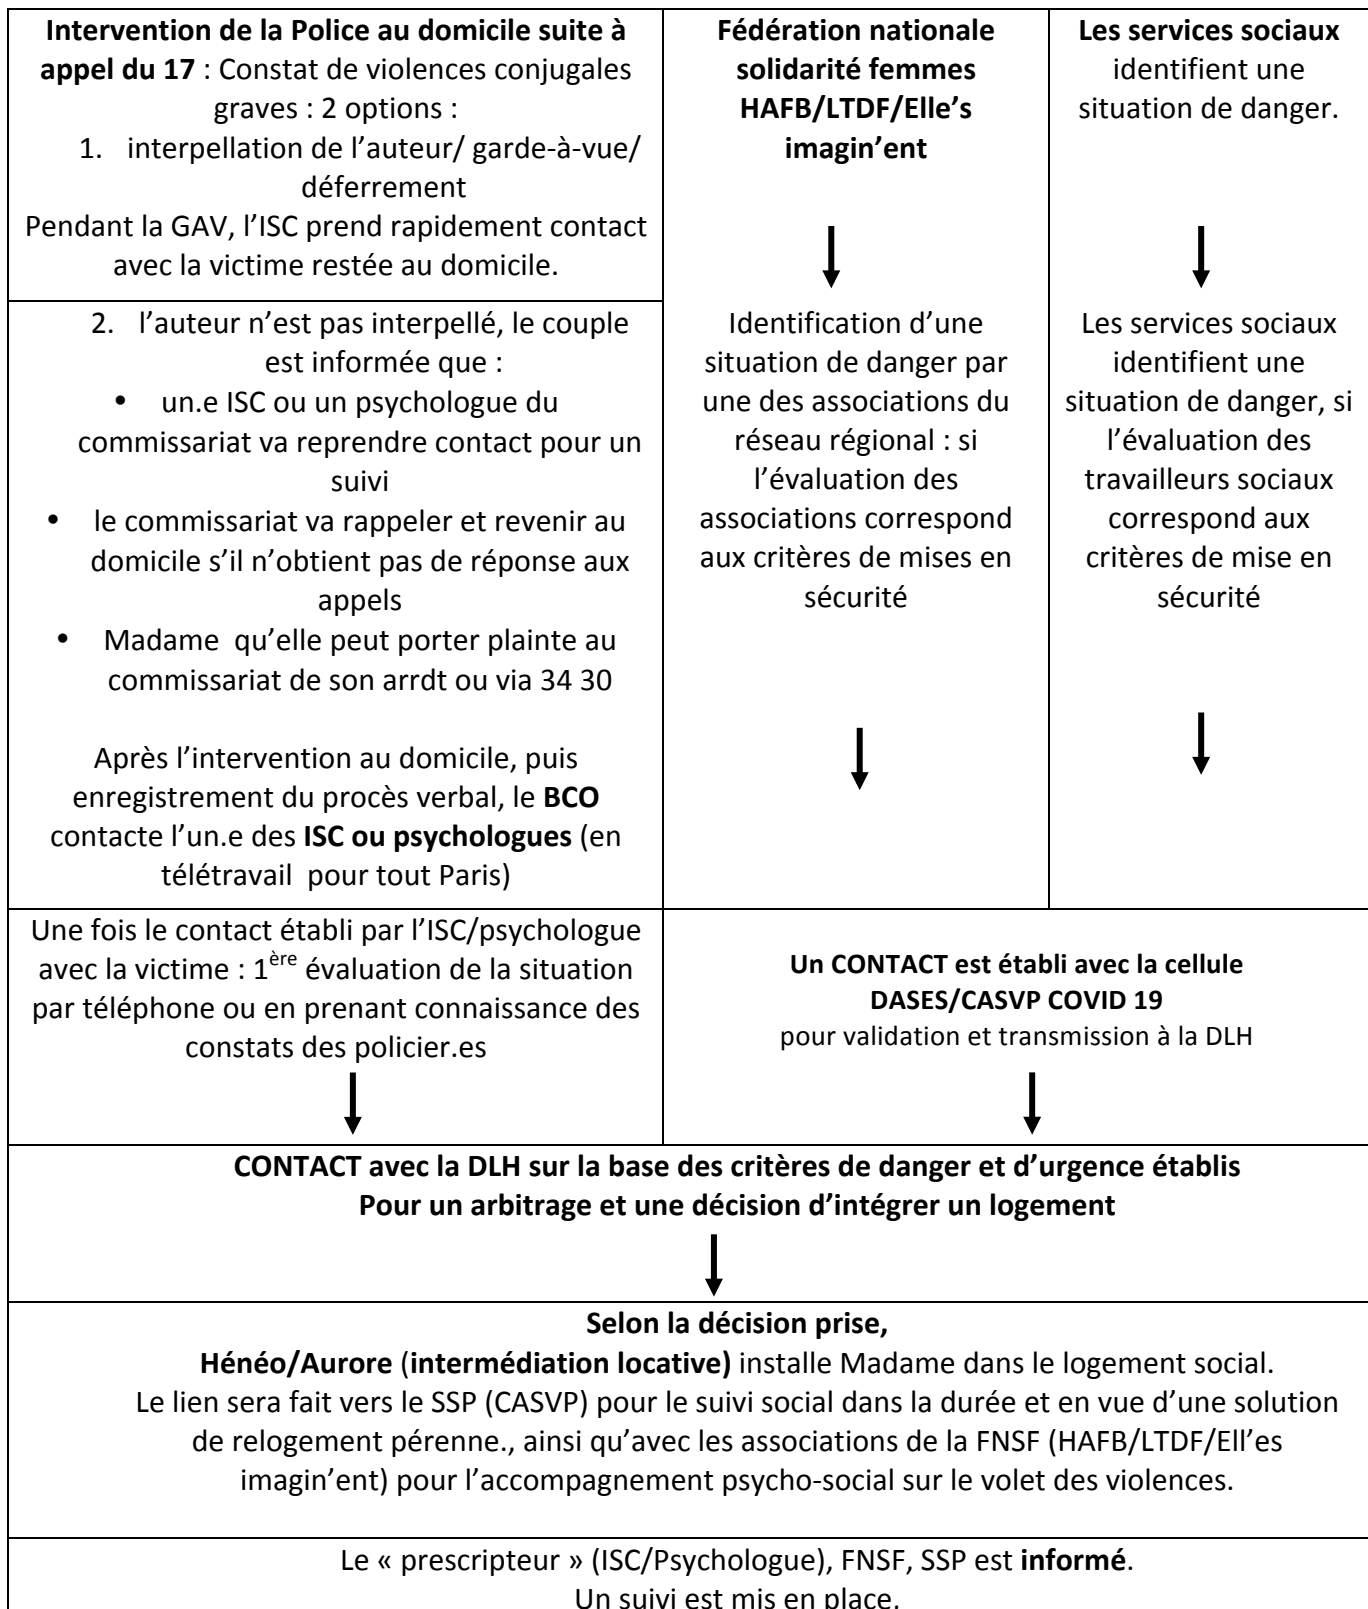 Intervention de la Police au domicile suite à
appel du 17 : Constat de violences conjugales
graves : 2 options :
1. interpellation de l’auteur/ garde-à-vue/
déferrement
Pendant la GAV, l’ISC prend rapidement contact
avec la victime restée au domicile.
Fédération nationale
solidarité femmes
HAFB/LTDF/Elle’s
imagin’ent
Les services sociaux
identifient une
situation de danger.
2. l’auteur n’est pas interpellé, le couple
est informée que :
• un.e ISC ou un psychologue du
commissariat va reprendre contact pour un
suivi
• le commissariat va rappeler et revenir au
domicile s’il n’obtient pas de réponse aux
appels
• Madame qu’elle peut porter plainte au
commissariat de son arrdt ou via 34 30
Après l’intervention au domicile, puis
enregistrement du procès verbal, le BCO
contacte l’un.e des ISC ou psychologues (en
télétravail pour tout Paris)
Identification d’une
situation de danger par
une des associations du
réseau régional : si
l’évaluation des
associations correspond
aux critères de mises en
sécurité
Les services sociaux
identifient une
situation de danger, si
l’évaluation des
travailleurs sociaux
correspond aux
critères de mise en
sécurité
Une fois le contact établi par l’ISC/psychologue
avec la victime : 1ère évaluation de la situation
par téléphone ou en prenant connaissance des
constats des policier.es
Un CONTACT est établi avec la cellule
DASES/CASVP COVID 19
pour validation et transmission à la DLH
CONTACT avec la DLH sur la base des critères de danger et d’urgence établis
Pour un arbitrage et une décision d’intégrer un logement
Selon la décision prise,
Hénéo/Aurore (intermédiation locative) installe Madame dans le logement social.
Le lien sera fait vers le SSP (CASVP) pour le suivi social dans la durée et en vue d’une solution
de relogement pérenne., ainsi qu’avec les associations de la FNSF (HAFB/LTDF/Ell’es
imagin’ent) pour l’accompagnement psycho-social sur le volet des violences.
Le « prescripteur » (ISC/Psychologue), FNSF, SSP est informé.
Un suivi est mis en place.